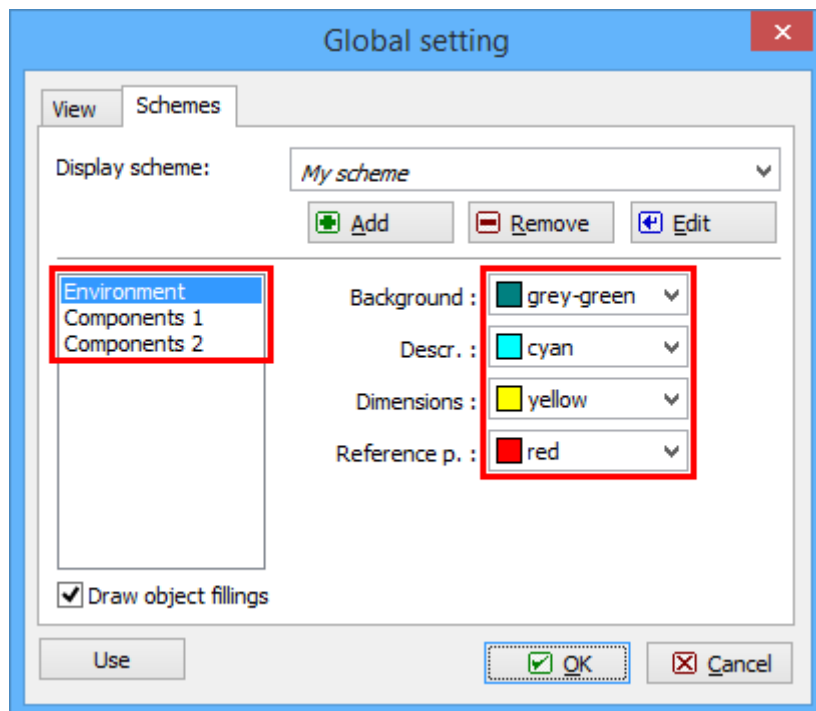 Global setting
View Schemes
Display scheme: My scheme
Add Remove Edit
Environment
Components 1
Components 2
Background : grey-green
Descr. : cyan
Dimensions : yellow
Reference p. : red
Draw object fillings
Use OK Cancel